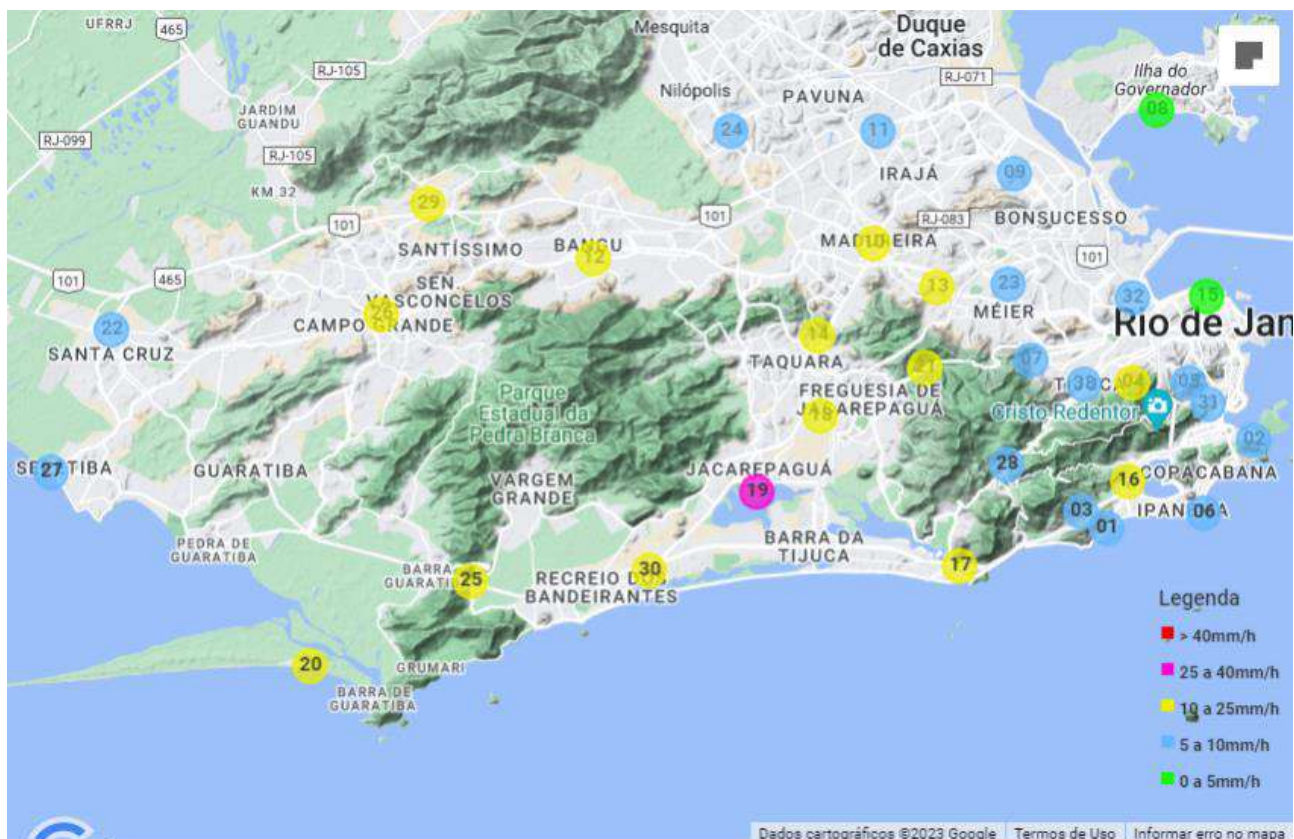 UFRRJ
465
Mesquita
Duque
de Caxias
RJ-105
RJ-071
Ilha do
Governador
Nilópolis
PAVUNA
08
JARDIM
GUANDU
24
11
RJ-099
RJ-105
IRAJÁ
09
KM 32
29
101
RJ-083
BONSUCESSO
101
SANTÍSSIMO
BANGU
12
MADUREIRA
10
101
101
465
SEN.
VASCONCELOS
13
23
MÉIER
32
15
26
CAMPO GRANDE
22
SANTA CRUZ
14
Rio de Jan
TAQUARA
21
07
38
04
05
Parque
Estadual da
Pedra Branca
FREGUESIA DE
JACAREPAGUÁ
18
Cristo Redentor
31
02
27
GUARATIBA
JACAREPAGUÁ
28
COPACABANA
VARGEM
GRANDE
19
16
03
01
IPANEMA
06
BARRA DA
TIJUCA
PEDRA DE
GUARATIBA
17
BARRA
25
30
RECREIO DOS
BANDEIRANTES
20
GRUMARI
BARRA DE
GUARATIBA
Legenda
> 40mm/h
25 a 40mm/h
10 a 25mm/h
5 a 10mm/h
0 a 5mm/h
Dados cartográficos ©2023 Google
Termos de Uso
Informar erro no mapa